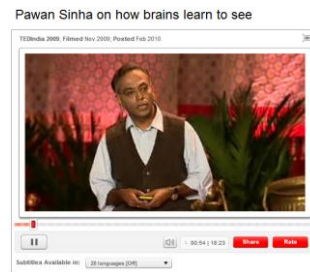 Pawan Sinha on how brains learn to see
TEDIndia 2009, Filmed Nov 2009; Posted Feb 2010
00:54 | 18:23
Share
Rate
Subtitles Available in:
20 languages [Off]